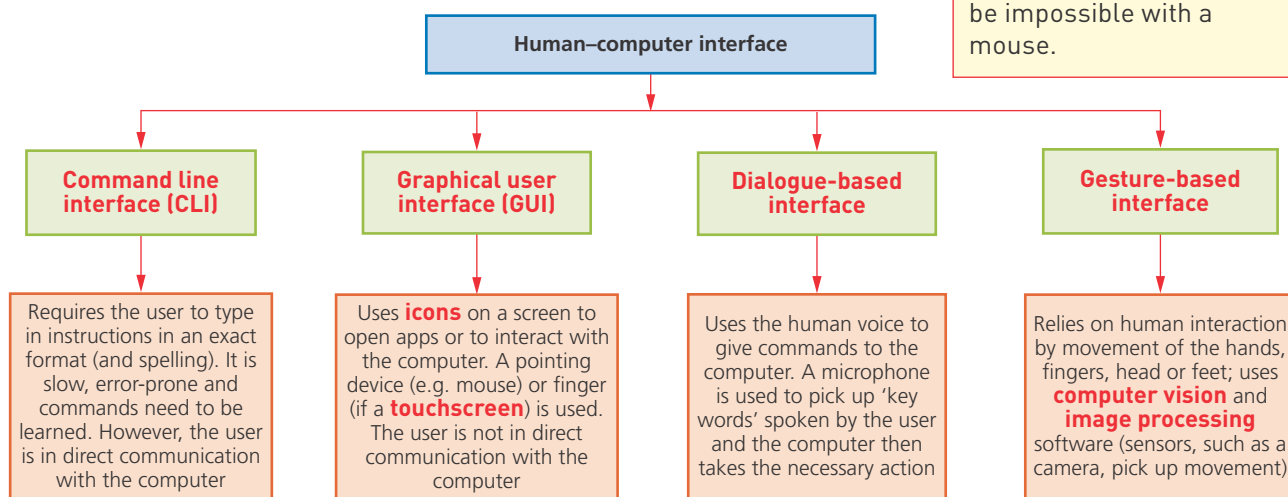 be impossible with a
mouse.
Human–computer interface
Command line
interface (CLI)
Graphical user
interface (GUI)
Dialogue-based
interface
Gesture-based
interface
Requires the user to type
in instructions in an exact
format (and spelling). It is
slow, error-prone and
commands need to be
learned. However, the user
is in direct communication
with the computer
Uses icons on a screen to
open apps or to interact with
the computer. A pointing
device (e.g. mouse) or finger
(if a touchscreen) is used.
The user is not in direct
communication with the
computer
Uses the human voice to
give commands to the
computer. A microphone
is used to pick up ‘key
words’ spoken by the user
and the computer then
takes the necessary action
Relies on human interaction
by movement of the hands,
fingers, head or feet; uses
computer vision and
image processing
software (sensors, such as a
camera, pick up movement)